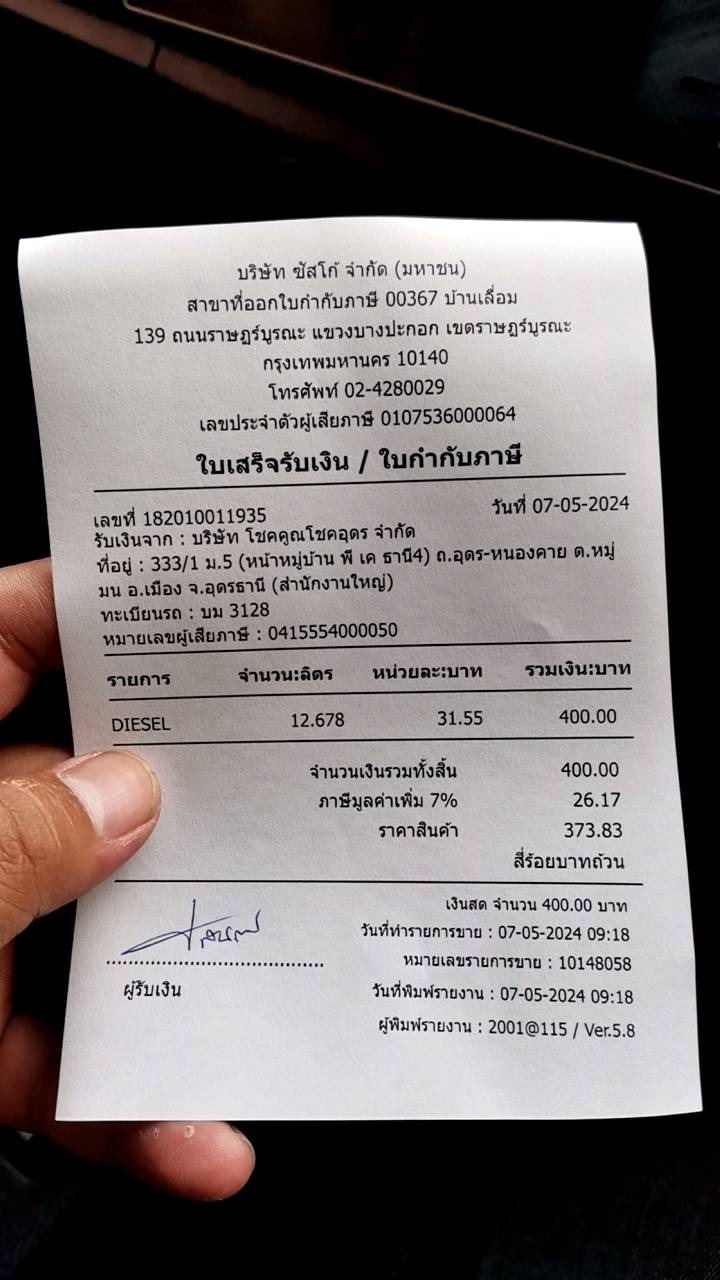 บริษัท ซัสโก้ จำกัด (มหาชน)
สาขาที่ออกใบกำกับภาษี 00367 บ้านเลื่อม
139 ถนนราษฎร์บูรณะ แขวงบางปะกอก เขตราษฎร์บูรณะ
กรุงเทพมหานคร 10140
โทรศัพท์ 02-4280029
เลขประจำตัวผู้เสียภาษี 0107536000064
ใบเสร็จรับเงิน / ใบกำกับภาษี
เลขที่ 182010011935 วันที่ 07-05-2024
รับเงินจาก : บริษัท โชคคูณโชคอุดร จำกัด
ที่อยู่ : 333/1 ม.5 (หน้าหมู่บ้าน พี เค ธานี4) ถ.อุดร-หนองคาย ต.หมู่
มน อ.เมือง จ.อุดรธานี (สำนักงานใหญ่)
ทะเบียนรถ : บม 3128
หมายเลขผู้เสียภาษี : 0415554000050
รายการ จำนวน:ลิตร หน่วยละ:บาท รวมเงิน:บาท
DIESEL 12.678 31.55 400.00
จำนวนเงินรวมทั้งสิ้น 400.00
ภาษีมูลค่าเพิ่ม 7% 26.17
ราคาสินค้า 373.83
สี่ร้อยบาทถ้วน
เงินสด จำนวน 400.00 บาท
วันที่ทำรายการขาย : 07-05-2024 09:18
หมายเลขรายการขาย : 10148058
ผู้รับเงิน
วันที่พิมพ์รายงาน : 07-05-2024 09:18
ผู้พิมพ์รายงาน : 2001@115 / Ver.5.8